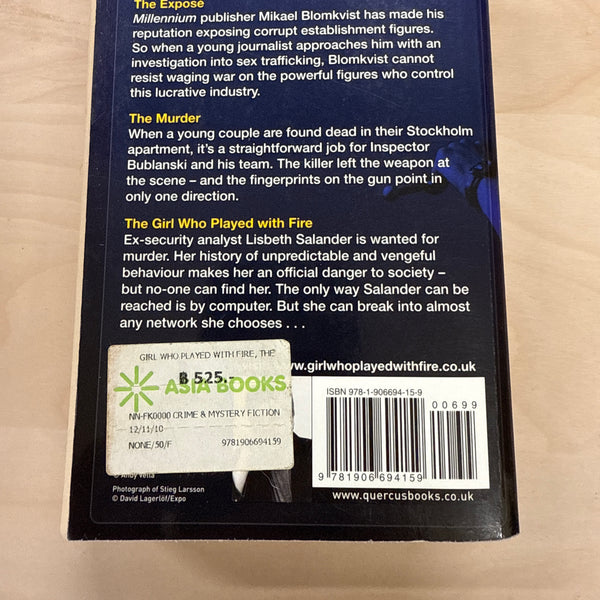 The Expose
Millennium publisher Mikael Blomkvist has made his
reputation exposing corrupt establishment figures.
So when a young journalist approaches him with an
investigation into sex trafficking, Blomkvist cannot
resist waging war on the powerful figures who control
this lucrative industry.
The Murder
When a young couple are found dead in their Stockholm
apartment, it's a straightforward job for Inspector
Bublanski and his team. The killer left the weapon at
the scene – and the fingerprints on the gun point in
only one direction.
The Girl Who Played with Fire
Ex-security analyst Lisbeth Salander is wanted for
murder. Her history of unpredictable and vengeful
behaviour makes her an official danger to society –
but no-one can find her. The only way Salander can be
reached is by computer. But she can break into almost
any network she chooses . . .
GIRL WHO PLAYED WITH FIRE, THE
฿ 525.-
ASIA BOOKS
NN-FK0000 CRIME & MYSTERY FICTION
12/11/10
NONE/50/F 9781906694159
www.girlwhoplayedwithfire.co.uk
ISBN 978-1-906694-15-9
00699
9 781906 694159
www.quercusbooks.co.uk
© Andy Vella
Photograph of Stieg Larsson
© David Lagerlöf/Expo